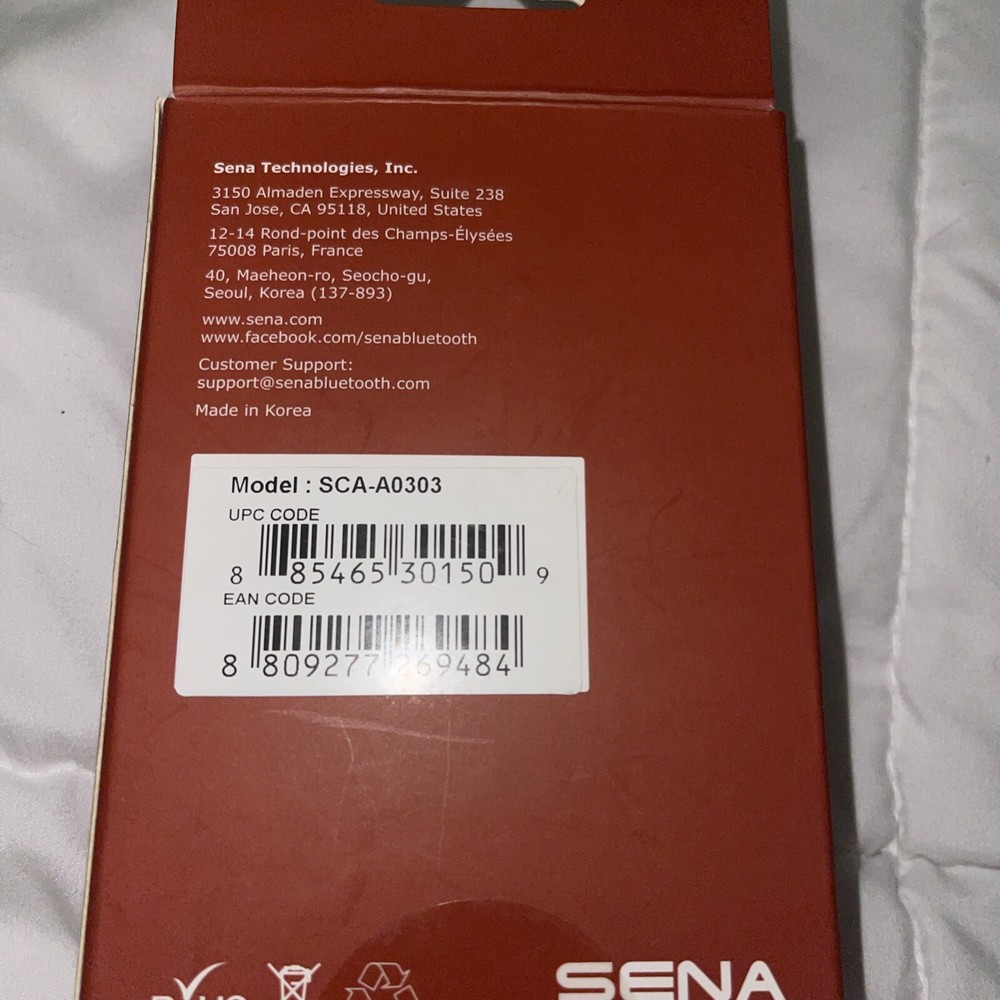 Sena Technologies, Inc.
3150 Almaden Expressway, Suite 238
San Jose, CA 95118, United States
12-14 Rond-point des Champs-Élysées
75008 Paris, France
40, Maeheon-ro, Seocho-gu,
Seoul, Korea (137-893)
www.sena.com
www.facebook.com/senabluetooth
Customer Support:
support@senabluetooth.com
Made in Korea
Model : SCA-A0303
UPC CODE
8 85465 30150 9
EAN CODE
8 809277 269484
SENA